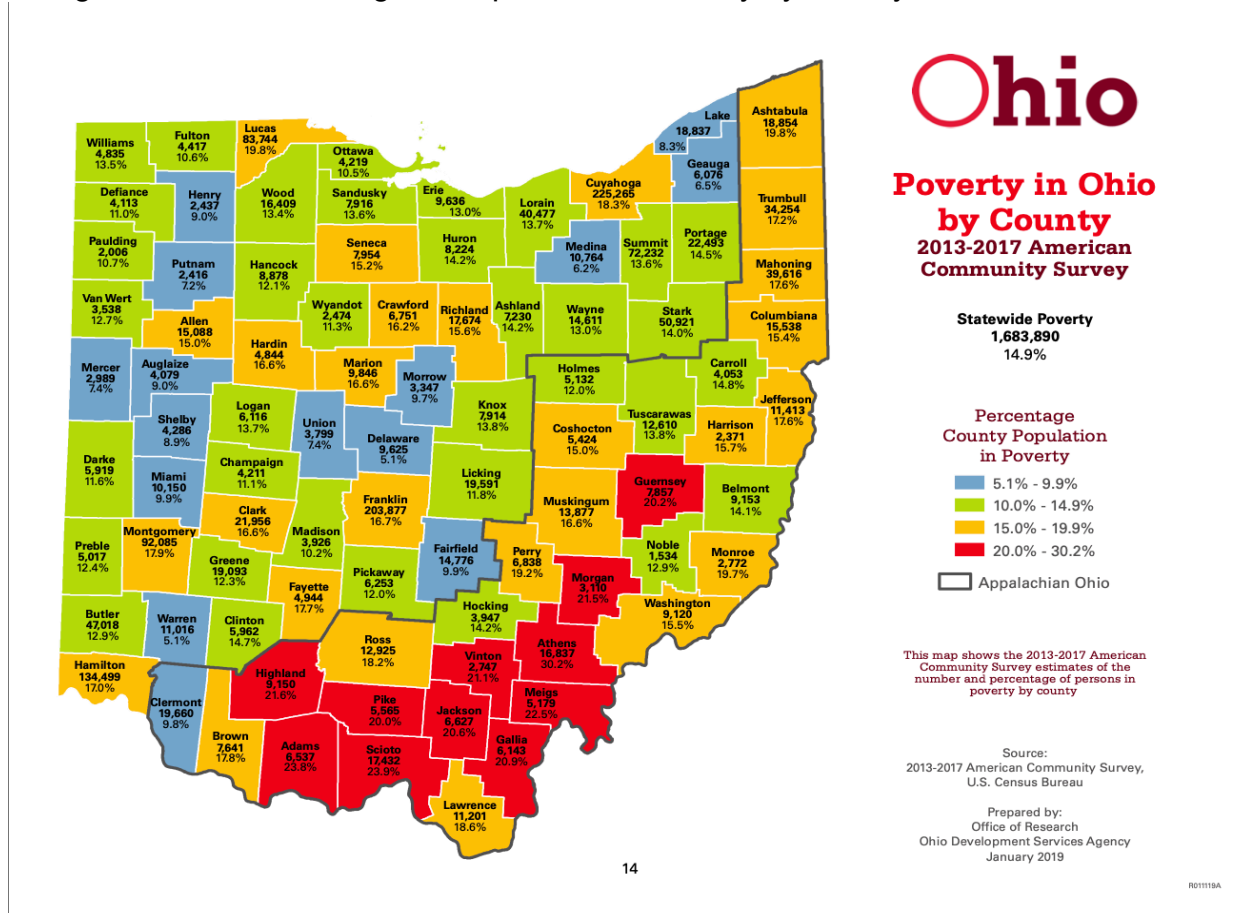 Ohio
Poverty in Ohio
by County
2013-2017 American
Community Survey
Statewide Poverty
1,683,890
14.9%
Percentage
County Population
in Poverty
5.1% - 9.9%
10.0% - 14.9%
15.0% - 19.9%
20.0% - 30.2%
Appalachian Ohio
This map shows the 2013-2017 American
Community Survey estimates of the
number and percentage of persons in
poverty by county
Source:
2013-2017 American Community Survey,
U.S. Census Bureau
Prepared by:
Office of Research
Ohio Development Services Agency
January 2019
R011119A
Williams
4,835
13.5%
Fulton
4,417
10.6%
Lucas
83,744
19.8%
Ottawa
4,219
10.5%
Lake
18,837
8.3%
Geauga
6,076
6.5%
Ashtabula
18,854
19.8%
Defiance
4,113
11.0%
Henry
2,437
9.0%
Wood
16,409
13.4%
Sandusky
7,916
13.6%
Erie
9,636
13.0%
Lorain
40,477
13.7%
Cuyahoga
225,265
18.3%
Trumbull
34,254
17.2%
Paulding
2,006
10.7%
Putnam
2,416
7.2%
Hancock
8,878
12.1%
Seneca
7,954
15.2%
Huron
8,224
14.2%
Medina
10,764
6.2%
Summit
72,232
13.6%
Portage
22,493
14.5%
Mahoning
39,616
17.6%
Van Wert
3,538
12.7%
Allen
15,088
15.0%
Wyandot
2,474
11.3%
Crawford
6,751
16.2%
Richland
17,674
15.6%
Ashland
7,230
14.2%
Wayne
14,611
13.0%
Stark
50,921
14.0%
Columbiana
15,538
15.4%
Mercer
2,989
7.4%
Auglaize
4,079
9.0%
Hardin
4,844
16.6%
Marion
9,846
16.6%
Morrow
3,347
9.7%
Holmes
5,132
12.0%
Carroll
4,053
14.8%
Shelby
4,286
8.9%
Logan
6,116
13.7%
Union
3,799
7.4%
Delaware
9,625
5.1%
Knox
7,914
13.8%
Coshocton
5,424
15.0%
Tuscarawas
12,610
13.8%
Harrison
2,371
15.7%
Jefferson
11,413
17.6%
Darke
5,919
11.6%
Miami
10,150
9.9%
Champaign
4,211
11.1%
Licking
19,591
11.8%
Guernsey
7,857
20.2%
Belmont
9,153
14.1%
Clark
21,956
16.6%
Franklin
203,877
16.7%
Muskingum
13,877
16.6%
Preble
5,017
12.4%
Montgomery
92,085
17.9%
Greene
19,093
12.3%
Madison
3,926
10.2%
Pickaway
6,253
12.0%
Fairfield
14,776
9.9%
Perry
6,838
19.2%
Noble
1,534
12.9%
Monroe
2,772
19.7%
Morgan
3,110
21.5%
Washington
9,120
15.5%
Butler
47,018
12.9%
Warren
11,016
5.1%
Clinton
5,962
14.7%
Fayette
4,944
17.7%
Ross
12,925
18.2%
Hocking
3,947
14.2%
Athens
16,837
30.2%
Vinton
2,747
21.1%
Hamilton
134,499
17.0%
Clermont
19,660
9.8%
Highland
9,150
21.6%
Pike
5,565
20.0%
Jackson
6,627
20.6%
Meigs
5,179
22.5%
Brown
7,641
17.8%
Adams
6,537
23.8%
Scioto
17,432
23.9%
Gallia
6,143
20.9%
Lawrence
11,201
18.6%
14